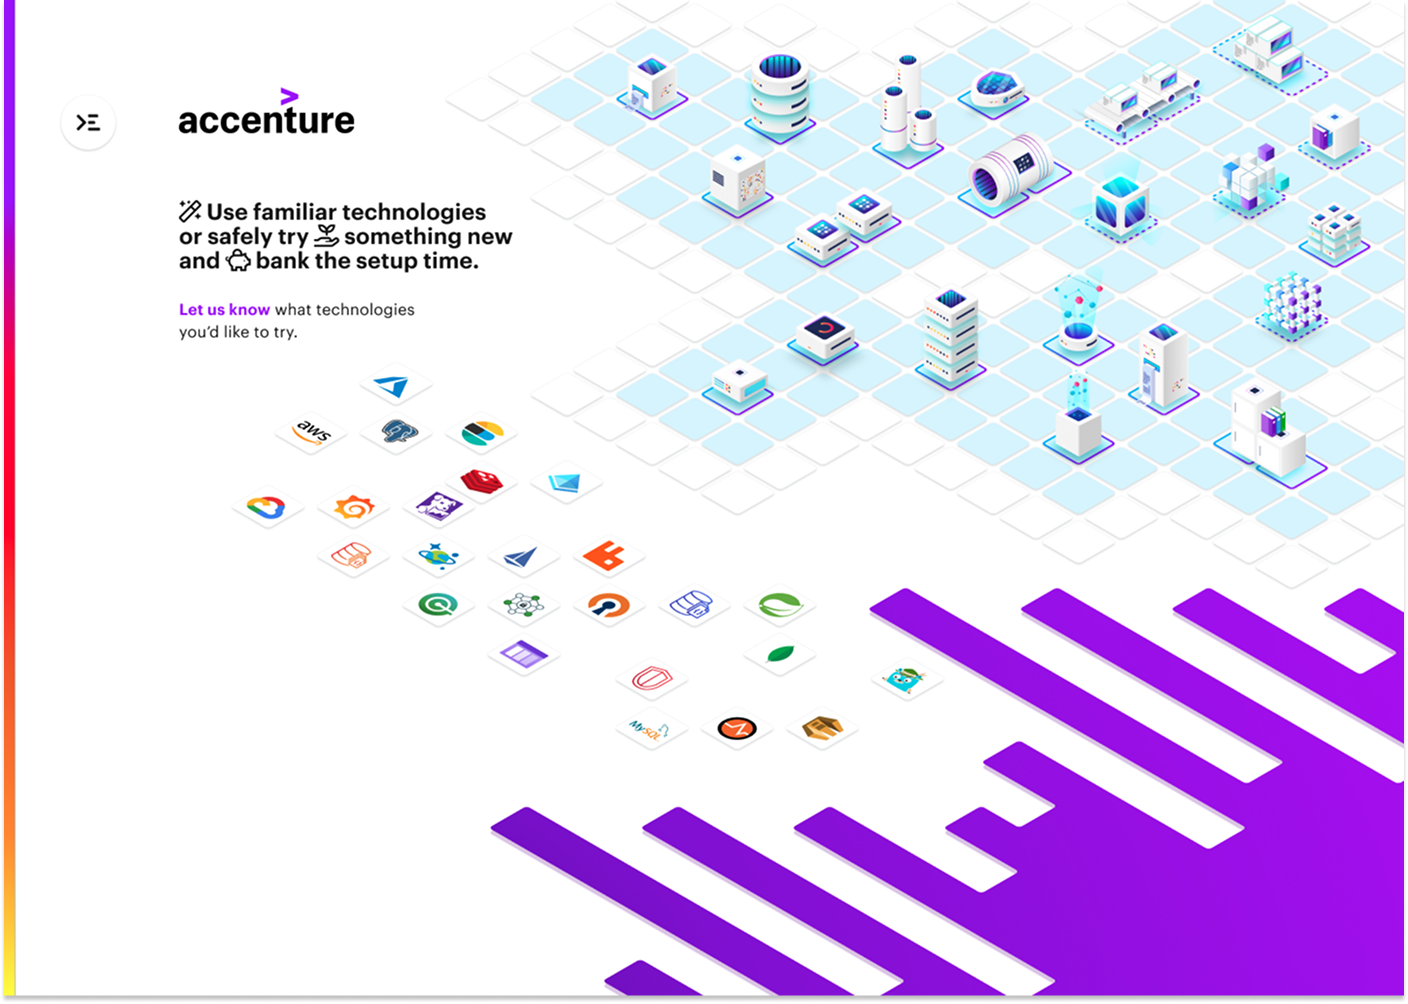 accenture
Use familiar technologies
or safely try something new
and bank the setup time.
Let us know what technologies
you'd like to try.
aws
MySQL